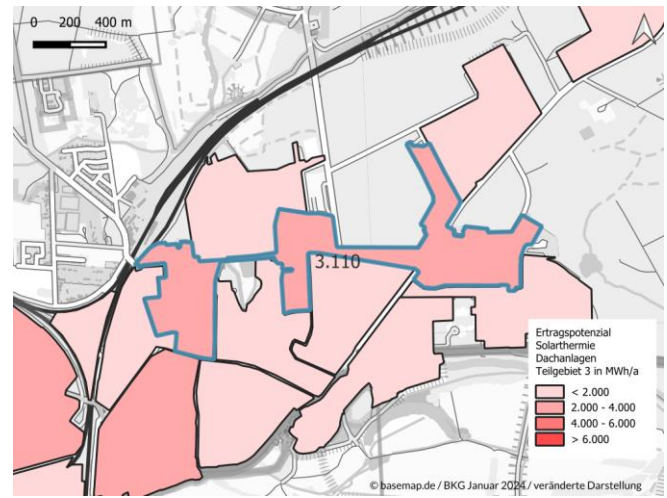 0 200 400 m
3.110
Ertragspotenzial
Solarthermie
Dachanlagen
Teilgebiet 3 in MWh/a
< 2.000
2.000 - 4.000
4.000 - 6.000
> 6.000
© basemap.de / BKG Januar 2024 / veränderte Darstellung